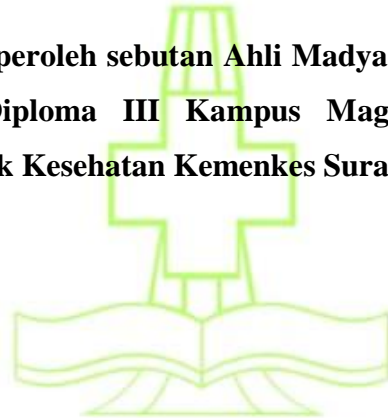 peroleh sebutan Ahli Madya
Diploma III Kampus Mag
k Kesehatan Kemenkes Sura